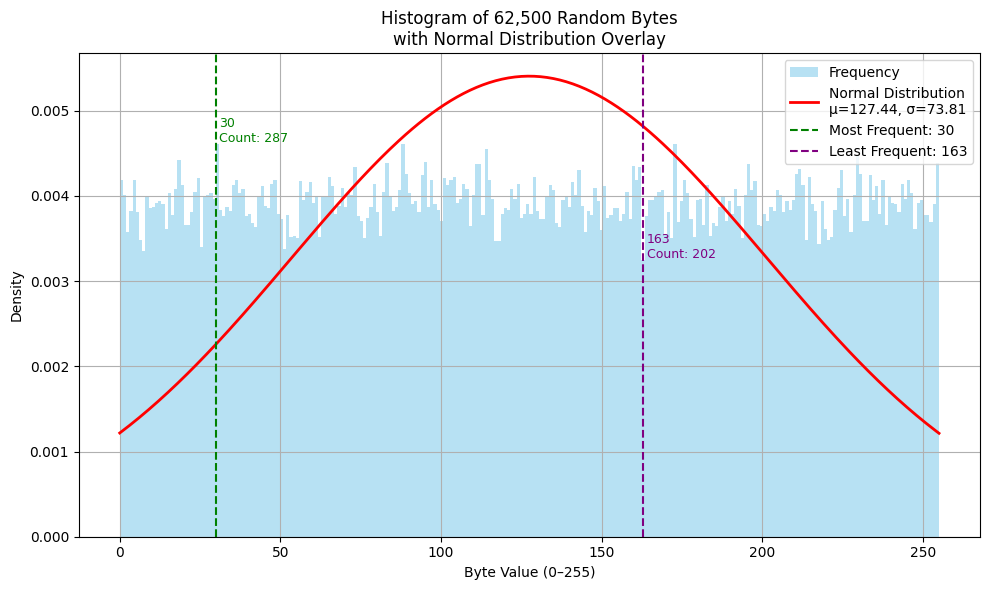 Histogram of 62,500 Random Bytes
with Normal Distribution Overlay
Frequency
Normal Distribution
μ=127.44, σ=73.81
Most Frequent: 30
Least Frequent: 163
30
Count: 287
163
Count: 202
Density
0.005
0.004
0.003
0.002
0.001
0.000
0
50
100
150
200
250
Byte Value (0–255)